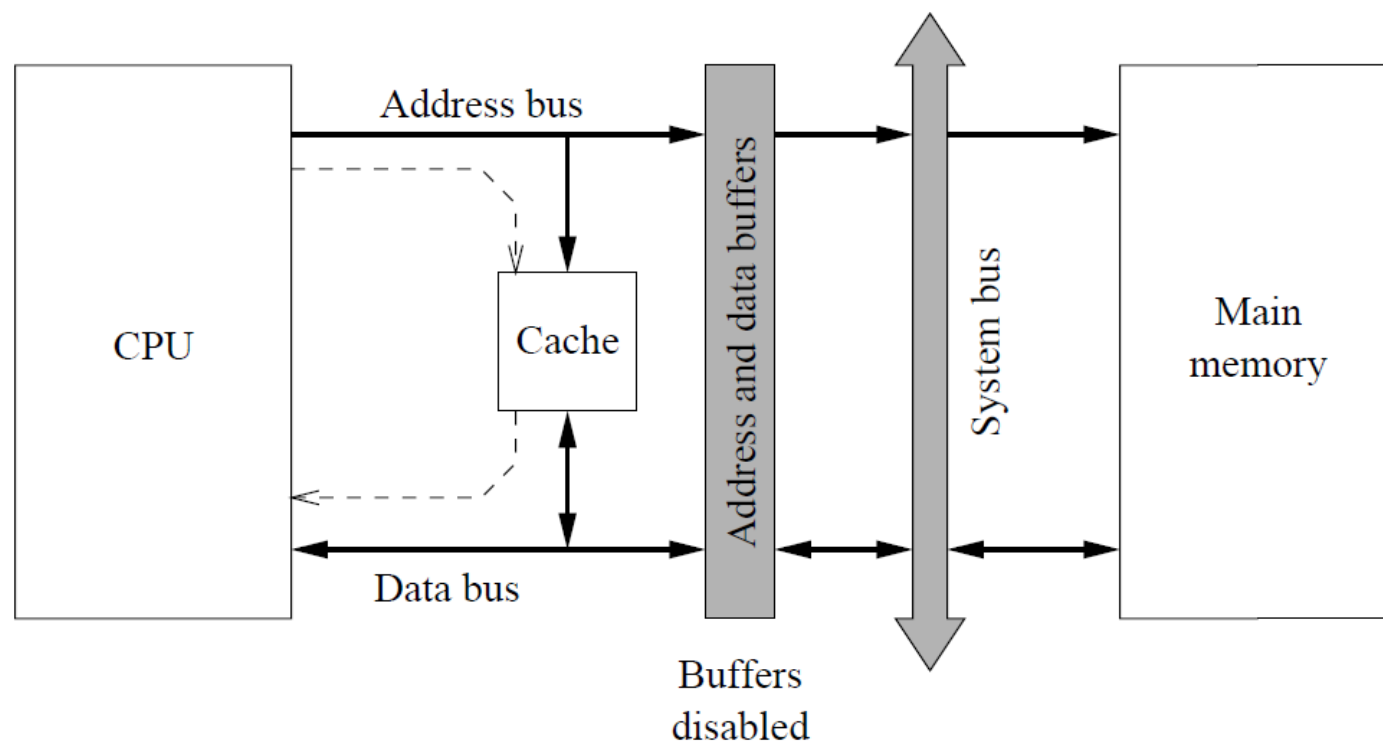 Address bus
CPU
Cache
Address and data buffers
System bus
Main
memory
Data bus
Buffers
disabled